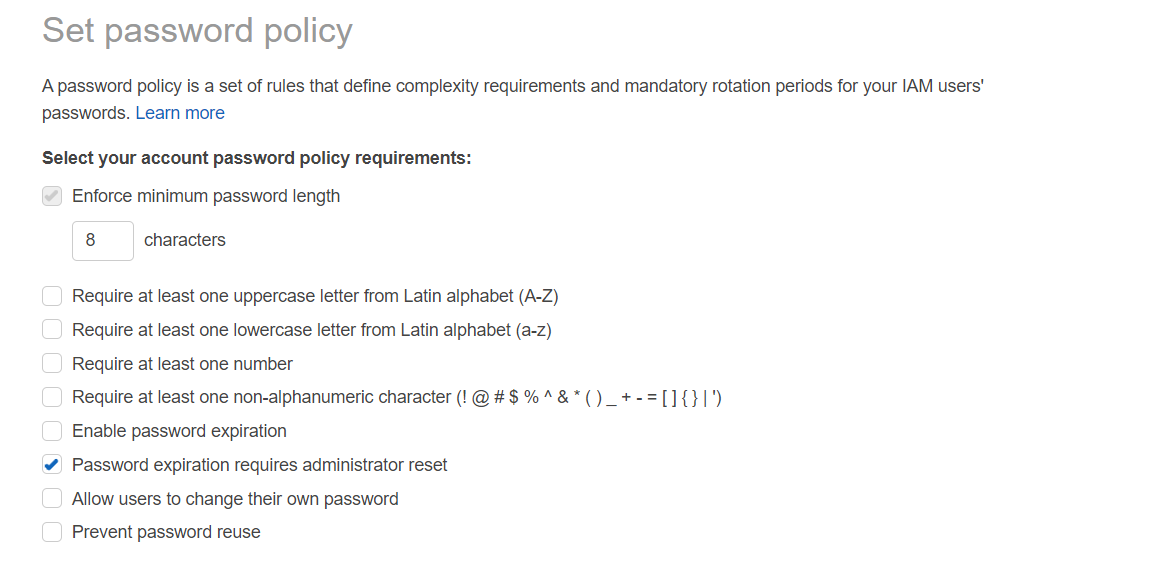 Set password policy
A password policy is a set of rules that define complexity requirements and mandatory rotation periods for your IAM users'
passwords. Learn more
Select your account password policy requirements:
Enforce minimum password length
8 characters
Require at least one uppercase letter from Latin alphabet (A-Z)
Require at least one lowercase letter from Latin alphabet (a-z)
Require at least one number
Require at least one non-alphanumeric character (! @ # $ % ^ & * ( ) _ + - = [ ] { } | ')
Enable password expiration
Password expiration requires administrator reset
Allow users to change their own password
Prevent password reuse